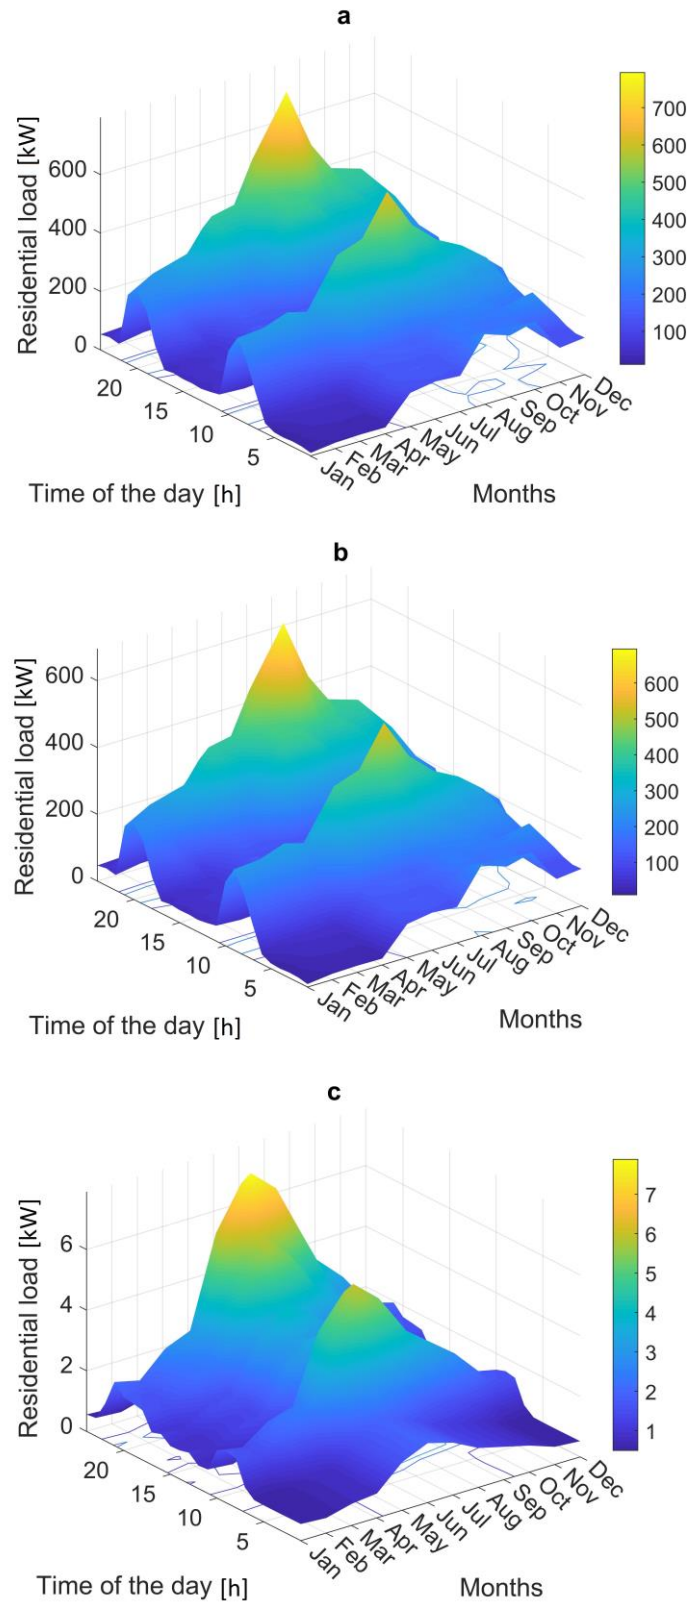 a
Residential load [kW]
600
400
200
0
20
15
10
5
Time of the day [h]
Jan
Feb
Mar
Apr
May
Jun
Jul
Aug
Sep
Oct
Nov
Dec
Months
700
600
500
400
300
200
100
b
Residential load [kW]
600
400
200
0
20
15
10
5
Time of the day [h]
Jan
Feb
Mar
Apr
May
Jun
Jul
Aug
Sep
Oct
Nov
Dec
Months
600
500
400
300
200
100
c
Residential load [kW]
6
4
2
0
20
15
10
5
Time of the day [h]
Jan
Feb
Mar
Apr
May
Jun
Jul
Aug
Sep
Oct
Nov
Dec
Months
7
6
5
4
3
2
1